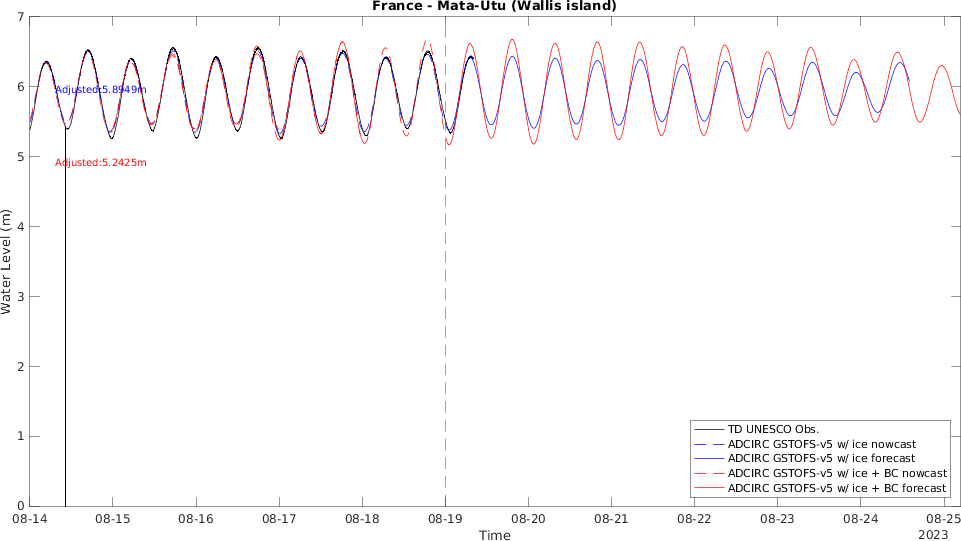 France - Mata-Utu (Wallis island)
7
6
5
4
3
2
1
0
Water Level (m)
Adjusted:5.8949m
Adjusted:5.2425m
TD UNESCO Obs.
ADCIRC GSTOFS-v5 w/ ice nowcast
ADCIRC GSTOFS-v5 w/ ice forecast
ADCIRC GSTOFS-v5 w/ ice + BC nowcast
ADCIRC GSTOFS-v5 w/ ice + BC forecast
08-14 08-15 08-16 08-17 08-18 08-19 08-20 08-21 08-22 08-23 08-24 08-25
Time
2023